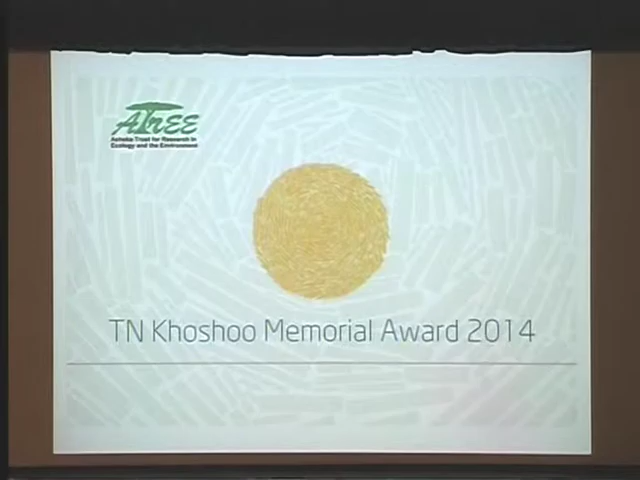 ATREE
Ashoka Trust for Research in
Ecology and the Environment
TN Khoshoo Memorial Award 2014